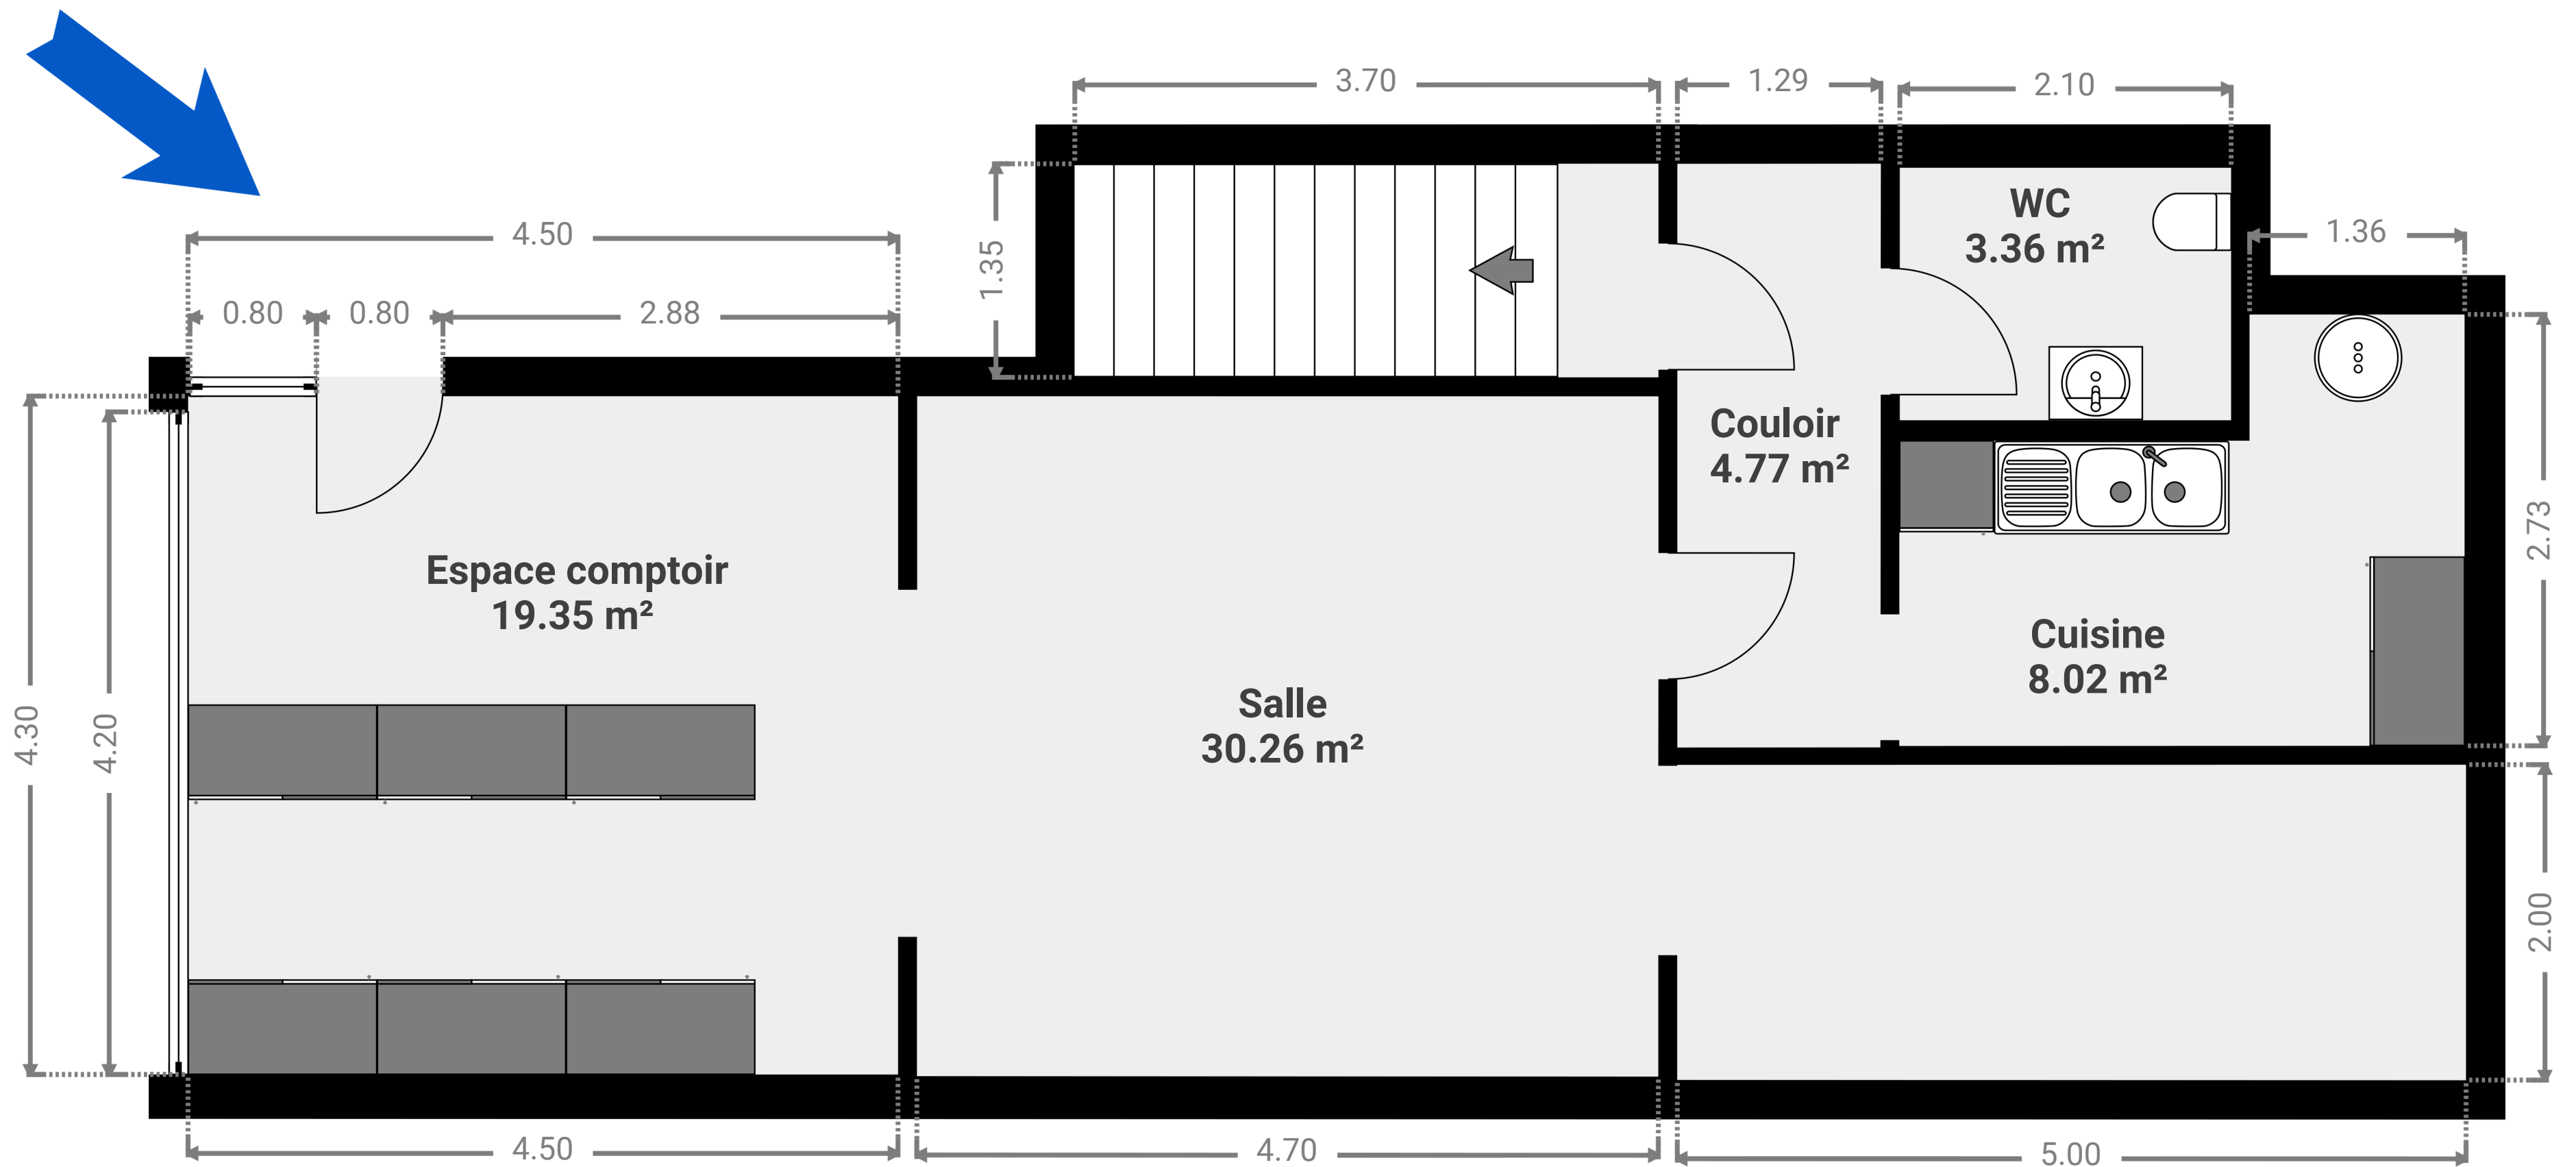 3.70
1.29
2.10
4.50
1.36
0.80
0.80
2.88
1.35
WC
3.36 m²
Couloir
4.77 m²
Espace comptoir
19.35 m²
Salle
30.26 m²
Cuisine
8.02 m²
2.73
4.30
4.20
2.00
4.50
4.70
5.00